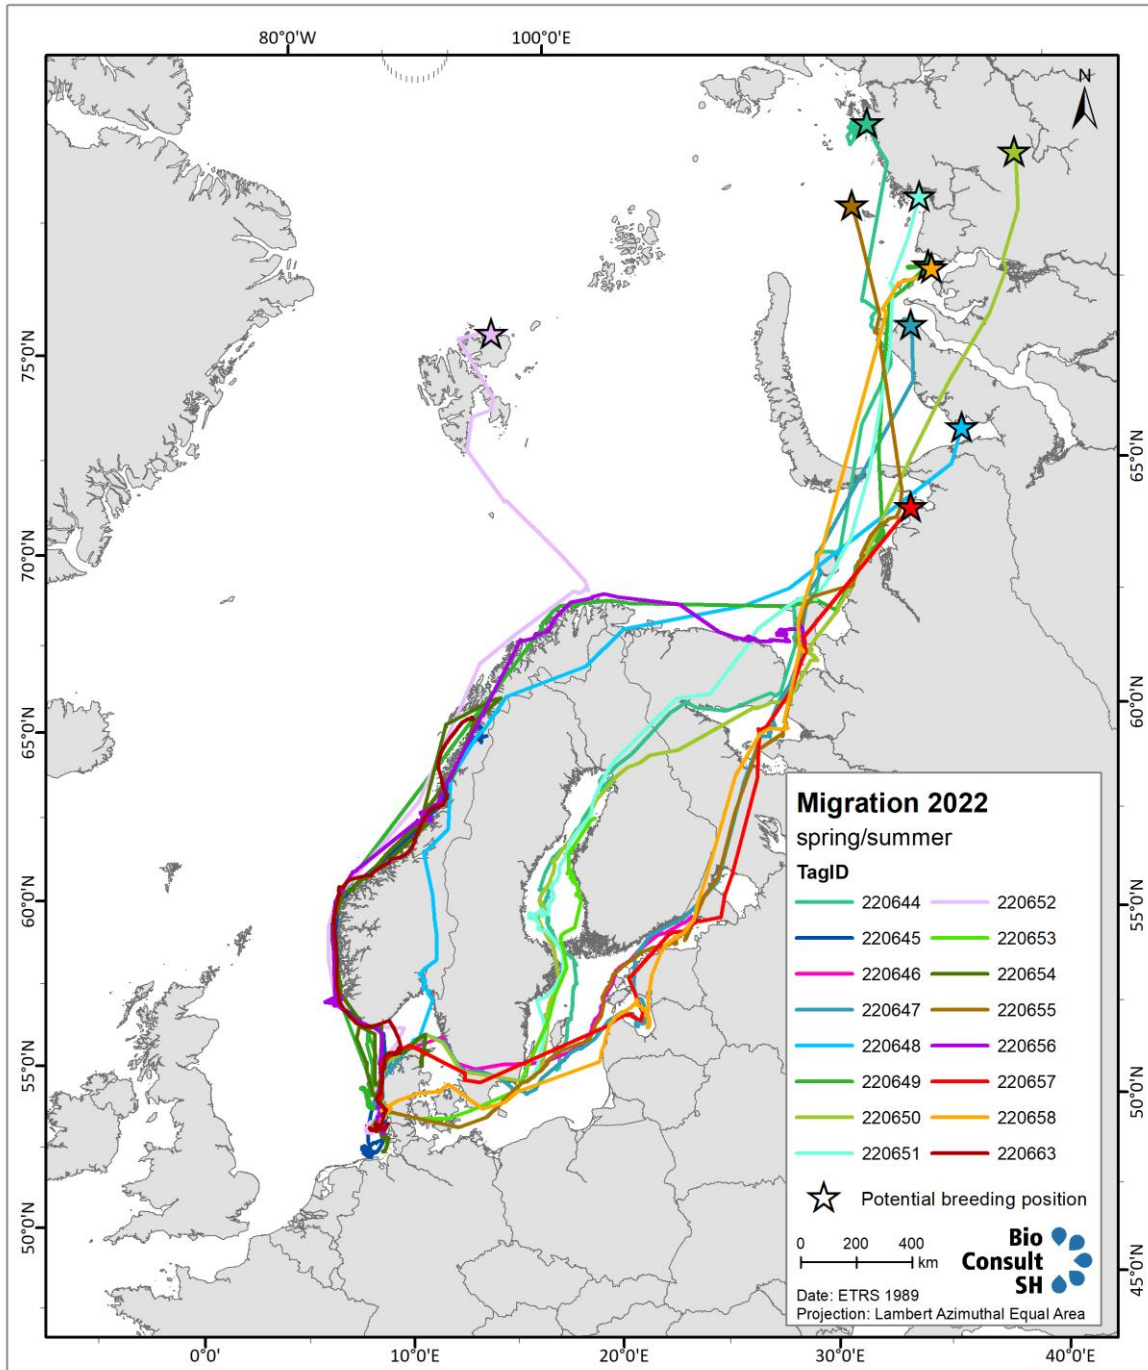 80°0'W 100°0'E
N
75°0'N
65°0'N
70°0'N
60°0'N
65°0'N
60°0'N
55°0'N
55°0'N
50°0'N
50°0'N
45°0'N
Migration 2022
spring/summer
TagID
220644 220652
220645 220653
220646 220654
220647 220655
220648 220656
220649 220657
220650 220658
220651 220663
Potential breeding position
0 200 400
km
Bio
Consult
SH
Date: ETRS 1989
Projection: Lambert Azimuthal Equal Area
0°0' 10°0'E 20°0'E 30°0'E 40°0'E